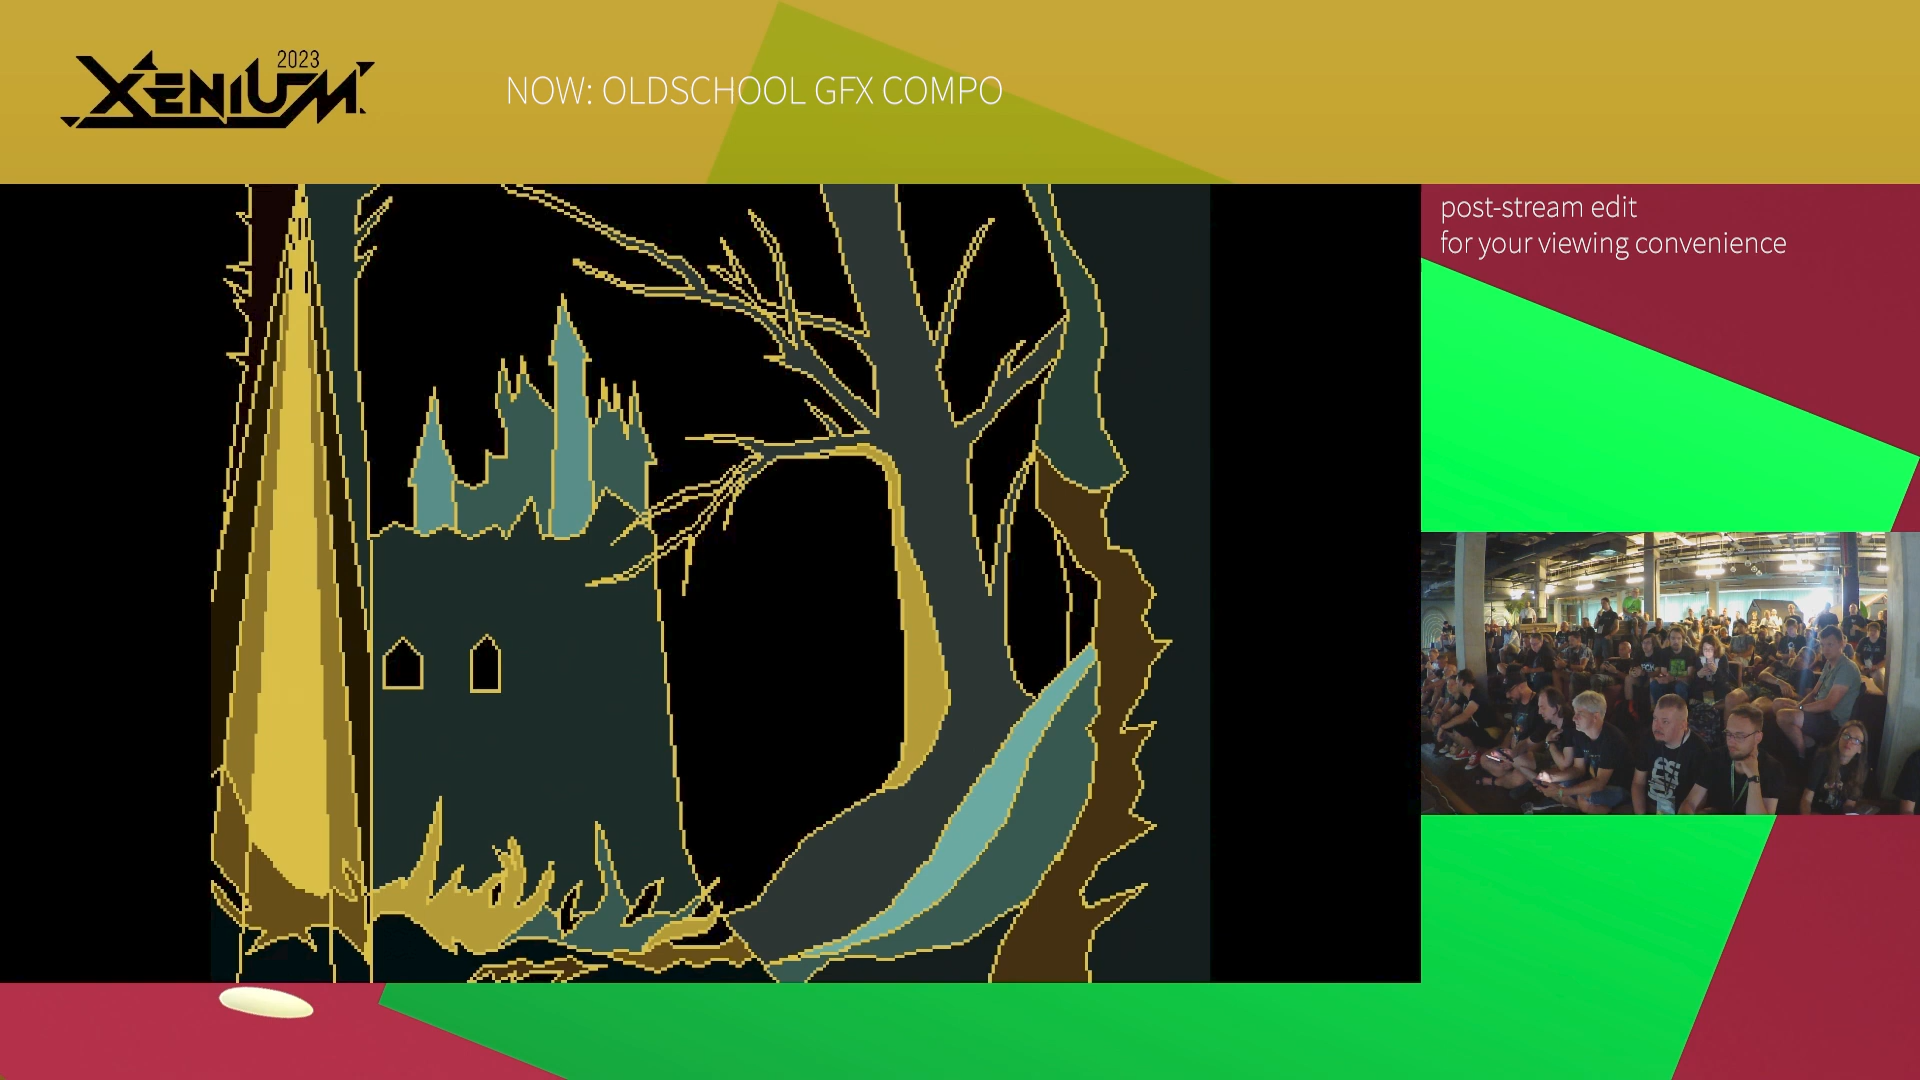 2023
XENIUM
NOW: OLDSCHOOL GFX COMPO
post-stream edit
for your viewing convenience